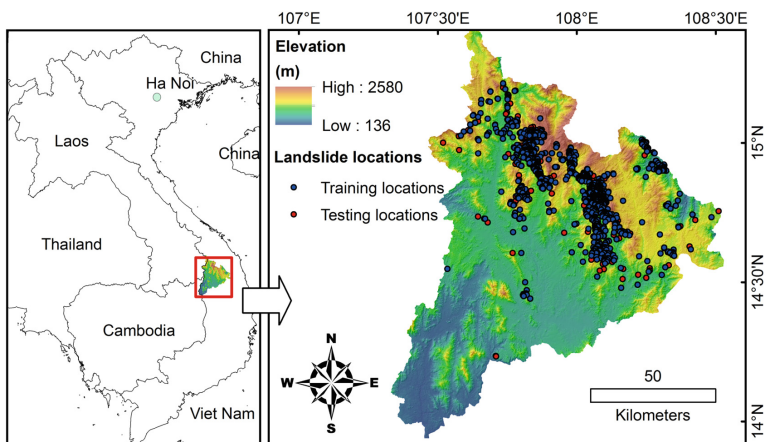 China
Ha Noi
Laos
China
Thailand
Cambodia
Viet Nam
107°E
107°30'E
108°E
108°30'E
Elevation
(m)
High : 2580
Low : 136
Landslide locations
Training locations
Testing locations
15°N
14°30'N
14°N
N
W
E
S
50
Kilometers